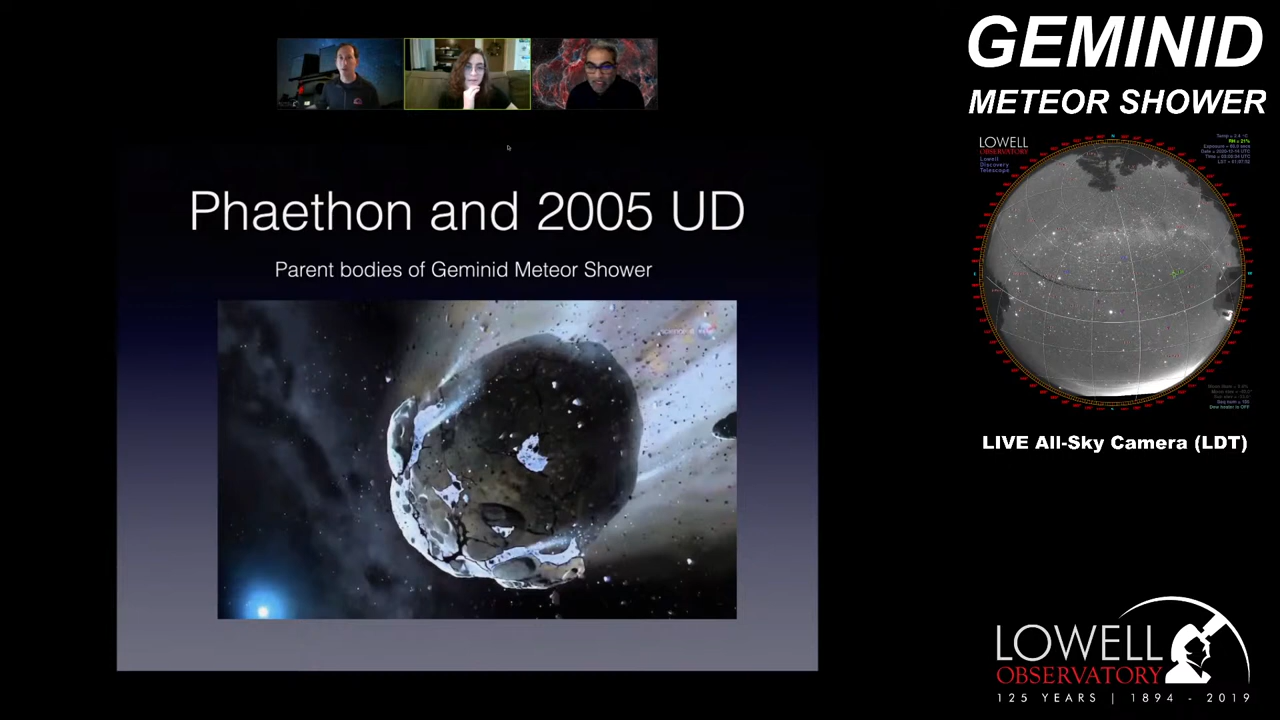 GEMINID
METEOR SHOWER
LOWELL
OBSERVATORY
Lowell
Discovery
Telescope
Phaethon and 2005 UD
Parent bodies of Geminid Meteor Shower
LIVE All-Sky Camera (LDT)
LOWELL
OBSERVATORY
125 YEARS | 1894 - 2019